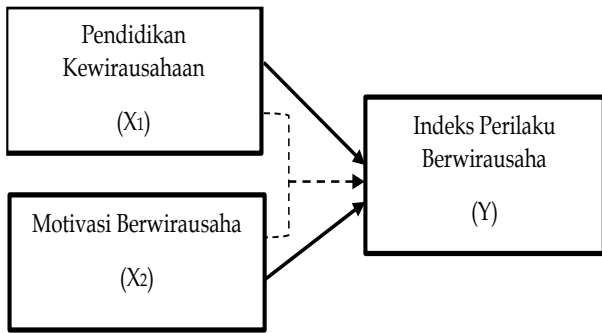 Pendidikan
Kewirausahaan
(X1)
Motivasi Berwirausaha
(X2)
Indeks Perilaku
Berwirausaha
(Y)